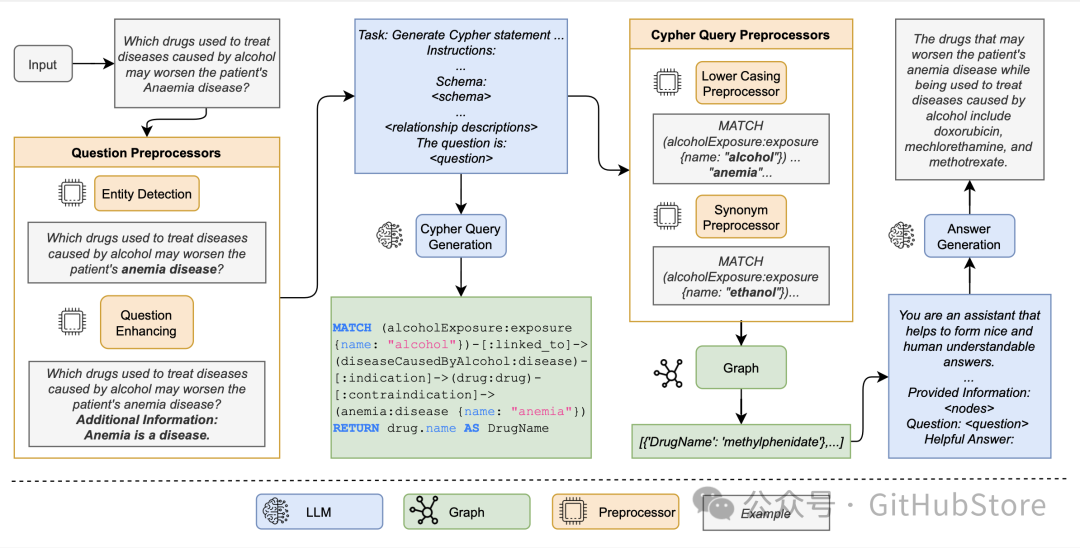 Input
Which drugs used to treat
diseases caused by alcohol
may worsen the patient's
Anaemia disease?
Question Preprocessors
Entity Detection
Which drugs used to treat diseases
caused by alcohol may worsen the
patient's anemia disease?
Question
Enhancing
Which drugs used to treat diseases
caused by alcohol may worsen the
patient's anemia disease?
Additional Information:
Anemia is a disease.
Task: Generate Cypher statement ...
Instructions:
...
Schema:
<schema>
...
<relationship descriptions>
The question is:
<question>
Cypher Query
Generation
MATCH (alcoholExposure:exposure
{name: "alcohol"})-[:linked_to]->
(diseaseCausedByAlcohol:disease)-
[:indication]->(drug:drug)-
[:contraindication]->
(anemia:disease {name: "anemia"})
RETURN drug.name AS DrugName
Cypher Query Preprocessors
Lower Casing
Preprocessor
MATCH
(alcoholExposure:exposure
{name: "alcohol"}) ...
"anemia"...
Synonym
Preprocessor
MATCH
(alcoholExposure:exposure
{name: "ethanol"})...
Graph
[{'DrugName': 'methylphenidate'},...]
The drugs that may
worsen the patient's
anemia disease while
being used to treat
diseases caused by
alcohol include
doxorubicin,
mechlorethamine, and
methotrexate.
Answer
Generation
You are an assistant that
helps to form nice and
human understandable
answers.
...
Provided Information:
<nodes>
Question: <question>
Helpful Answer:
LLM
Graph
Preprocessor
Example
公众号 · GitHubStore